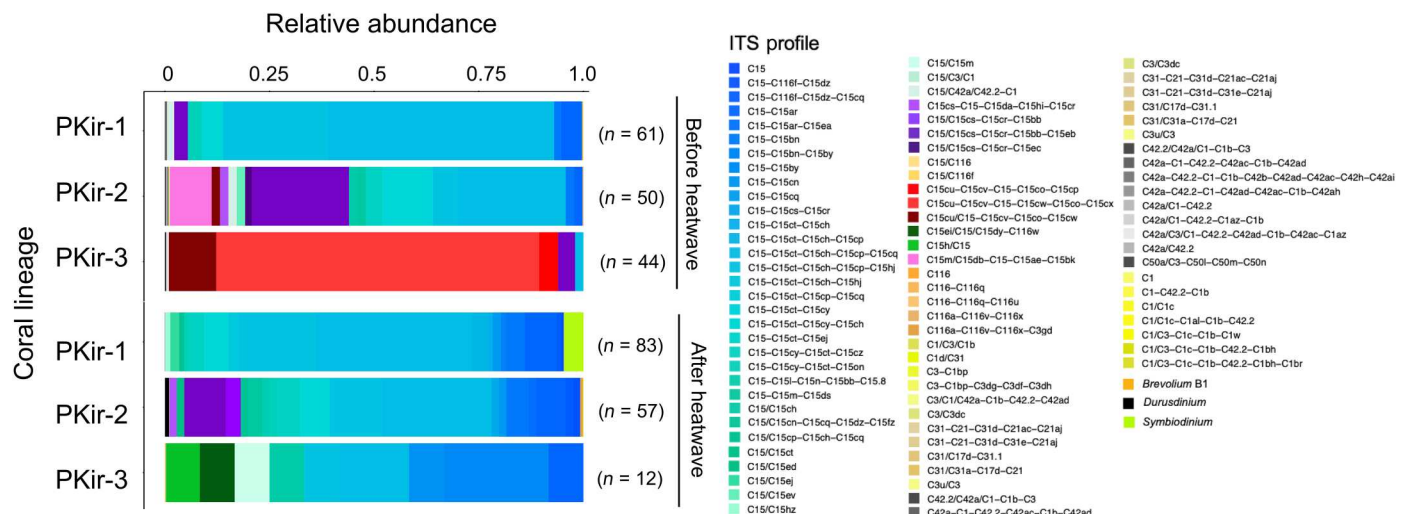 Relative abundance
0 0.25 0.5 0.75 1.0
Coral lineage
PKir-1 (n = 61)
PKir-2 (n = 50)
PKir-3 (n = 44)
Before heatwave
PKir-1 (n = 83)
PKir-2 (n = 57)
PKir-3 (n = 12)
After heatwave
ITS profile
C15
C15–C116f–C15dz
C15–C116f–C15dz–C15cq
C15–C15ar
C15–C15ar–C15ea
C15–C15bn
C15–C15bn–C15by
C15–C15by
C15–C15cn
C15–C15cq
C15–C15cs–C15cr
C15–C15ct–C15ch
C15–C15ct–C15ch–C15cp
C15–C15ct–C15ch–C15cp–C15cq
C15–C15ct–C15ch–C15cp–C15hj
C15–C15ct–C15ch–C15hj
C15–C15ct–C15cp–C15cq
C15–C15ct–C15cy
C15–C15ct–C15cy–C15ch
C15–C15ct–C15ej
C15–C15cy–C15ct–C15cz
C15–C15cy–C15ct–C15on
C15–C15l–C15n–C15bb–C15.8
C15–C15m–C15ds
C15/C15ch
C15/C15cn–C15cq–C15dz–C15fz
C15/C15cp–C15ch–C15cq
C15/C15ct
C15/C15ed
C15/C15ej
C15/C15ev
C15/C15hz
C15/C15m
C15/C3/C1
C15/C42a/C42.2–C1
C15cs–C15–C15da–C15hi–C15cr
C15/C15cs–C15cr–C15bb
C15/C15cs–C15cr–C15bb–C15eb
C15/C15cs–C15cr–C15ec
C15/C116
C15/C116f
C15cu–C15cv–C15–C15co–C15cp
C15cu–C15cv–C15–C15cw–C15co–C15cx
C15cu/C15–C15cv–C15co–C15cw
C15ei/C15/C15dy–C116w
C15h/C15
C15m/C15db–C15–C15ae–C15bk
C116
C116–C116q
C116–C116q–C116u
C116a–C116v–C116x
C116a–C116v–C116x–C3gd
C1/C3/C1b
C1d/C31
C3–C1bp
C3–C1bp–C3dg–C3df–C3dh
C3/C1/C42a–C1b–C42.2–C42ad
C3/C3dc
C31–C21–C31d–C21ac–C21aj
C31–C21–C31d–C31e–C21aj
C31/C17d–C31.1
C31/C31a–C17d–C21
C3u/C3
C42.2/C42a/C1–C1b–C3
C42a–C1–C42.2–C42ac–C1b–C42ad
C3/C3dc
C31–C21–C31d–C21ac–C21aj
C31–C21–C31d–C31e–C21aj
C31/C17d–C31.1
C31/C31a–C17d–C21
C3u/C3
C42.2/C42a/C1–C1b–C3
C42a–C1–C42.2–C42ac–C1b–C42ad
C42a–C42.2–C1–C1b–C42b–C42ad–C42ac–C42h–C42ai
C42a–C42.2–C1–C42ad–C42ac–C1b–C42ah
C42a/C1–C42.2
C42a/C1–C42.2–C1az–C1b
C42a/C3/C1–C42.2–C42ad–C1b–C42ac–C1az
C42a/C42.2
C50a/C3–C50l–C50m–C50n
C1
C1–C42.2–C1b
C1/C1c
C1/C1c–C1al–C1b–C42.2
C1/C3–C1c–C1b–C1w
C1/C3–C1c–C1b–C42.2–C1bh
C1/C3–C1c–C1b–C42.2–C1bh–C1br
Brevolium B1
Durusdinium
Symbiodinium